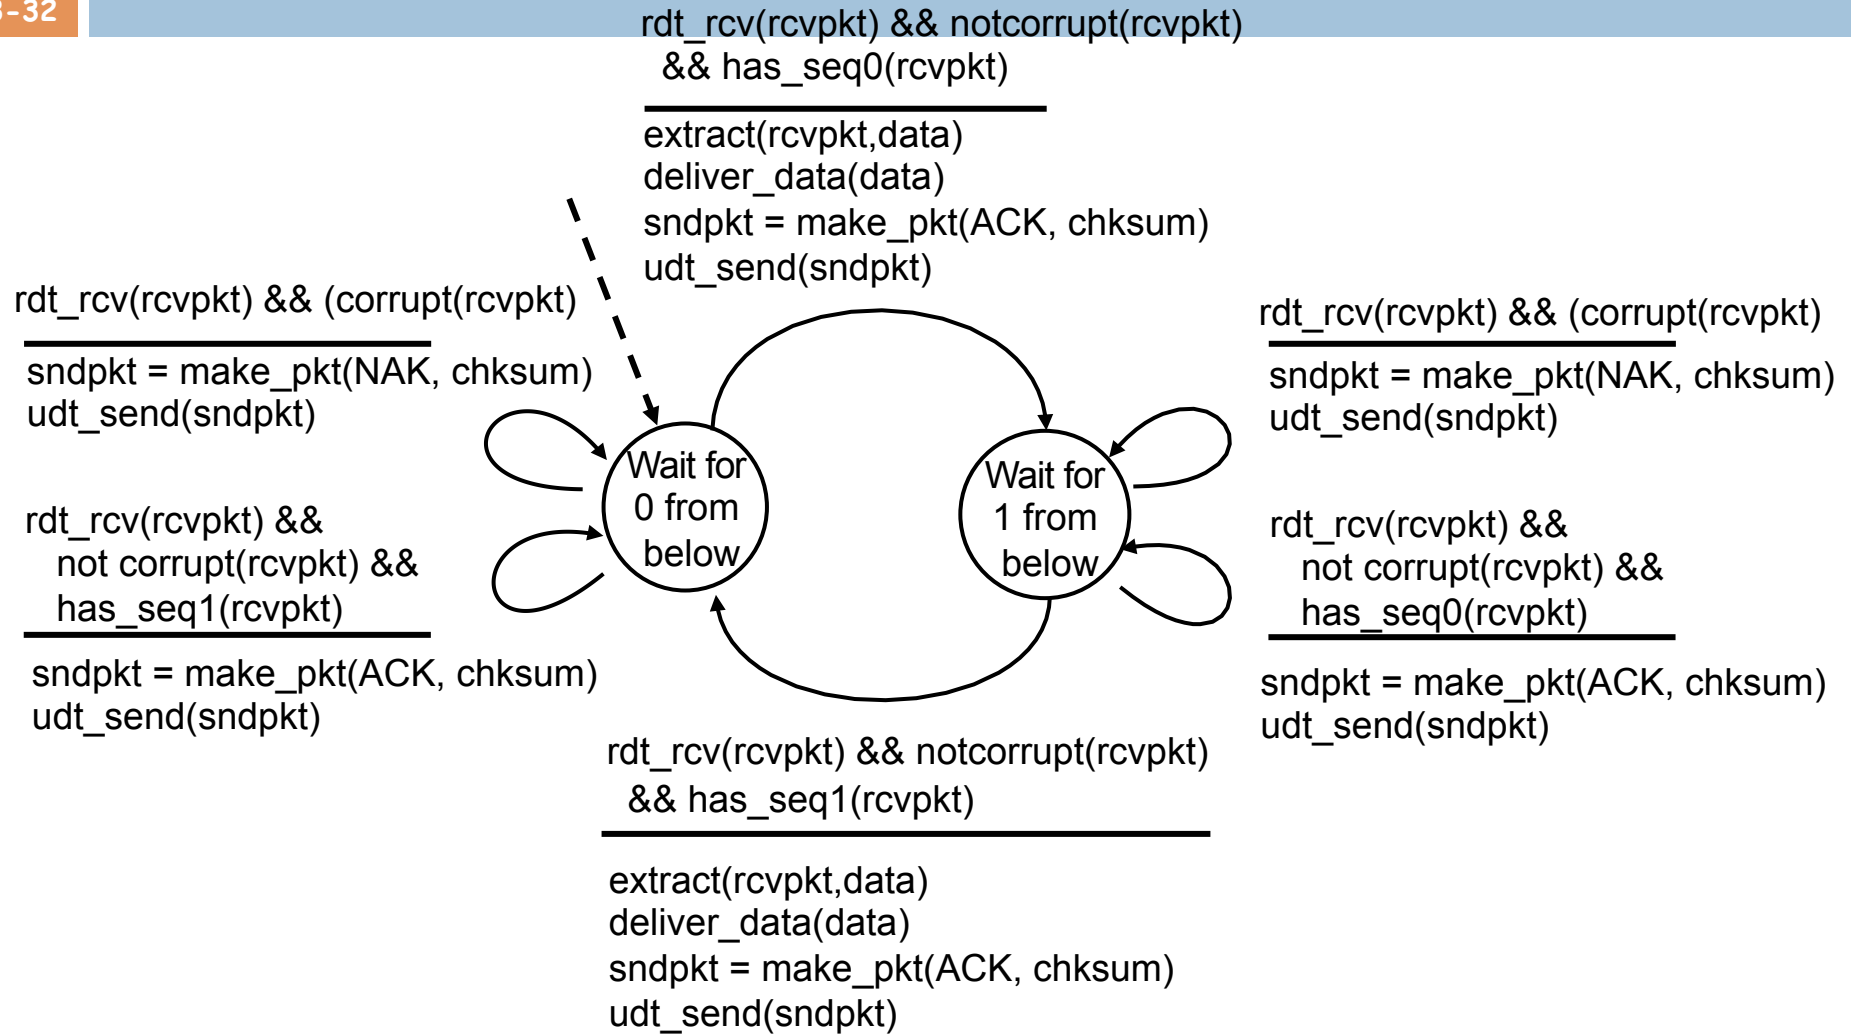 3-32
rdt_rcv(rcvpkt) && notcorrupt(rcvpkt)
&& has_seq0(rcvpkt)
extract(rcvpkt,data)
deliver_data(data)
sndpkt = make_pkt(ACK, chksum)
udt_send(sndpkt)
rdt_rcv(rcvpkt) && (corrupt(rcvpkt)
sndpkt = make_pkt(NAK, chksum)
udt_send(sndpkt)
rdt_rcv(rcvpkt) &&
not corrupt(rcvpkt) &&
has_seq1(rcvpkt)
sndpkt = make_pkt(ACK, chksum)
udt_send(sndpkt)
Wait for
0 from
below
Wait for
1 from
below
rdt_rcv(rcvpkt) && (corrupt(rcvpkt)
sndpkt = make_pkt(NAK, chksum)
udt_send(sndpkt)
rdt_rcv(rcvpkt) &&
not corrupt(rcvpkt) &&
has_seq0(rcvpkt)
sndpkt = make_pkt(ACK, chksum)
udt_send(sndpkt)
rdt_rcv(rcvpkt) && notcorrupt(rcvpkt)
&& has_seq1(rcvpkt)
extract(rcvpkt,data)
deliver_data(data)
sndpkt = make_pkt(ACK, chksum)
udt_send(sndpkt)